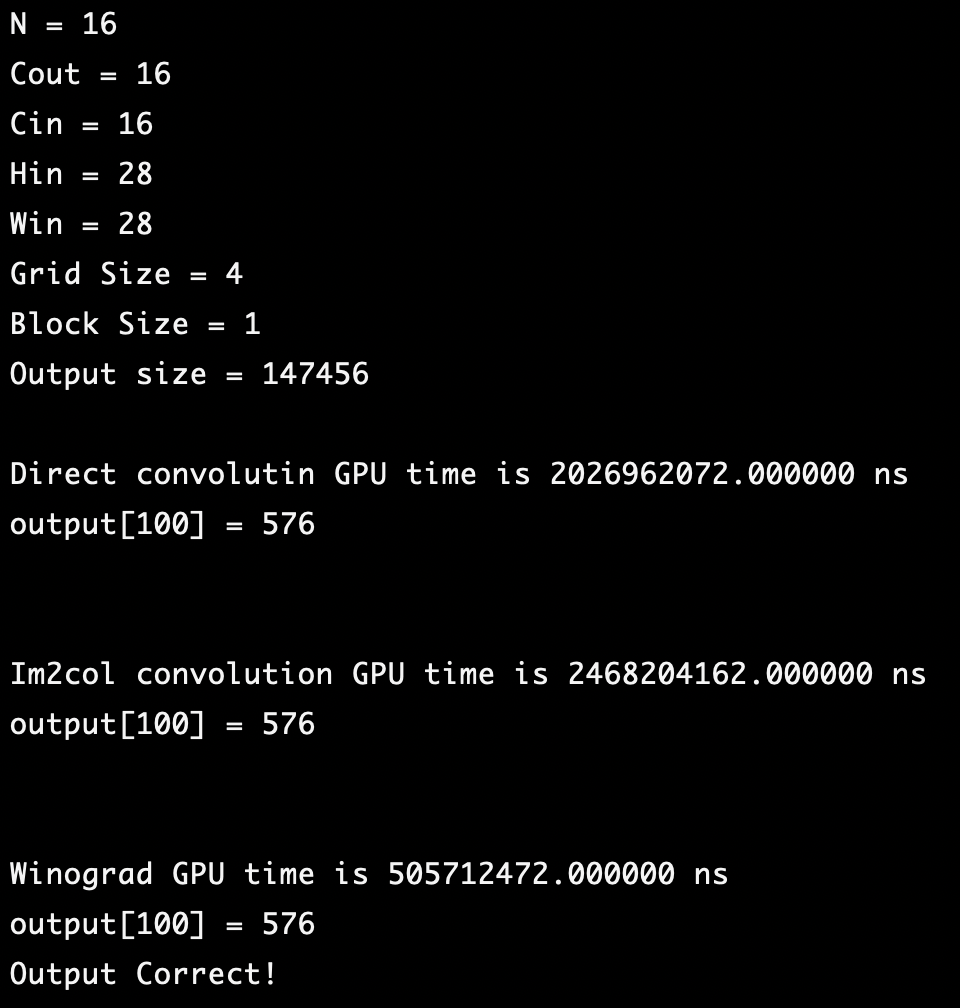 N = 16
Cout = 16
Cin = 16
Hin = 28
Win = 28
Grid Size = 4
Block Size = 1
Output size = 147456
Direct convolutin GPU time is 2026962072.000000 ns
output[100] = 576
Im2col convolution GPU time is 2468204162.000000 ns
output[100] = 576
Winograd GPU time is 505712472.000000 ns
output[100] = 576
Output Correct!